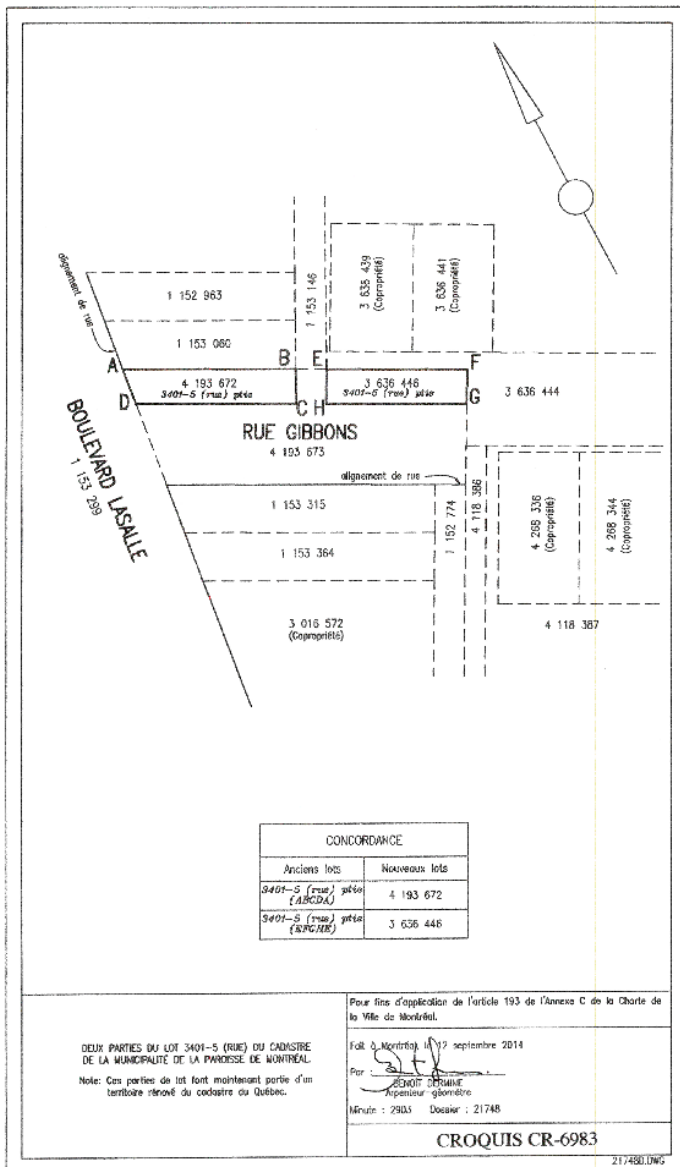 alignement de rue
1 152 963
1 153 060
1 153 146
3 636 439
(Copropriété)
3 636 441
(Copropriété)
A
B
E
F
4 193 672
3401-5 (rue) ptie
3 636 446
3401-5 (rue) ptie
3 636 444
D
C
H
G
RUE GIBBONS
4 193 673
BOULEVARD LASALLE
1 153 299
alignement de rue
1 153 315
1 153 364
1 152 774
4 118 386
4 268 336
(Copropriété)
4 268 344
(Copropriété)
3 016 572
(Copropriété)
4 118 387
CONCORDANCE
Anciens lots
Nouveaux lots
3401-5 (rue) ptie
(ABCDA)
4 193 672
3401-5 (rue) ptie
(EFGHE)
3 636 446
DEUX PARTIES DU LOT 3401-5 (RUE) DU CADASTRE
DE LA MUNICIPALITÉ DE LA PAROISSE DE MONTRÉAL
Note: Ces parties de lot font maintenant partie d'un
territoire rénové du cadastre du Québec.
Pour fins d'application de l'article 193 de l'Annexe C de la Charte de
la Ville de Montréal.
Fait à Montréal, le 12 septembre 2014
Par :
BENOIT DERMINE
Arpenteur-géomètre
Minute : 2903 Dossier : 21748
CROQUIS CR-6983
21748D.DWG